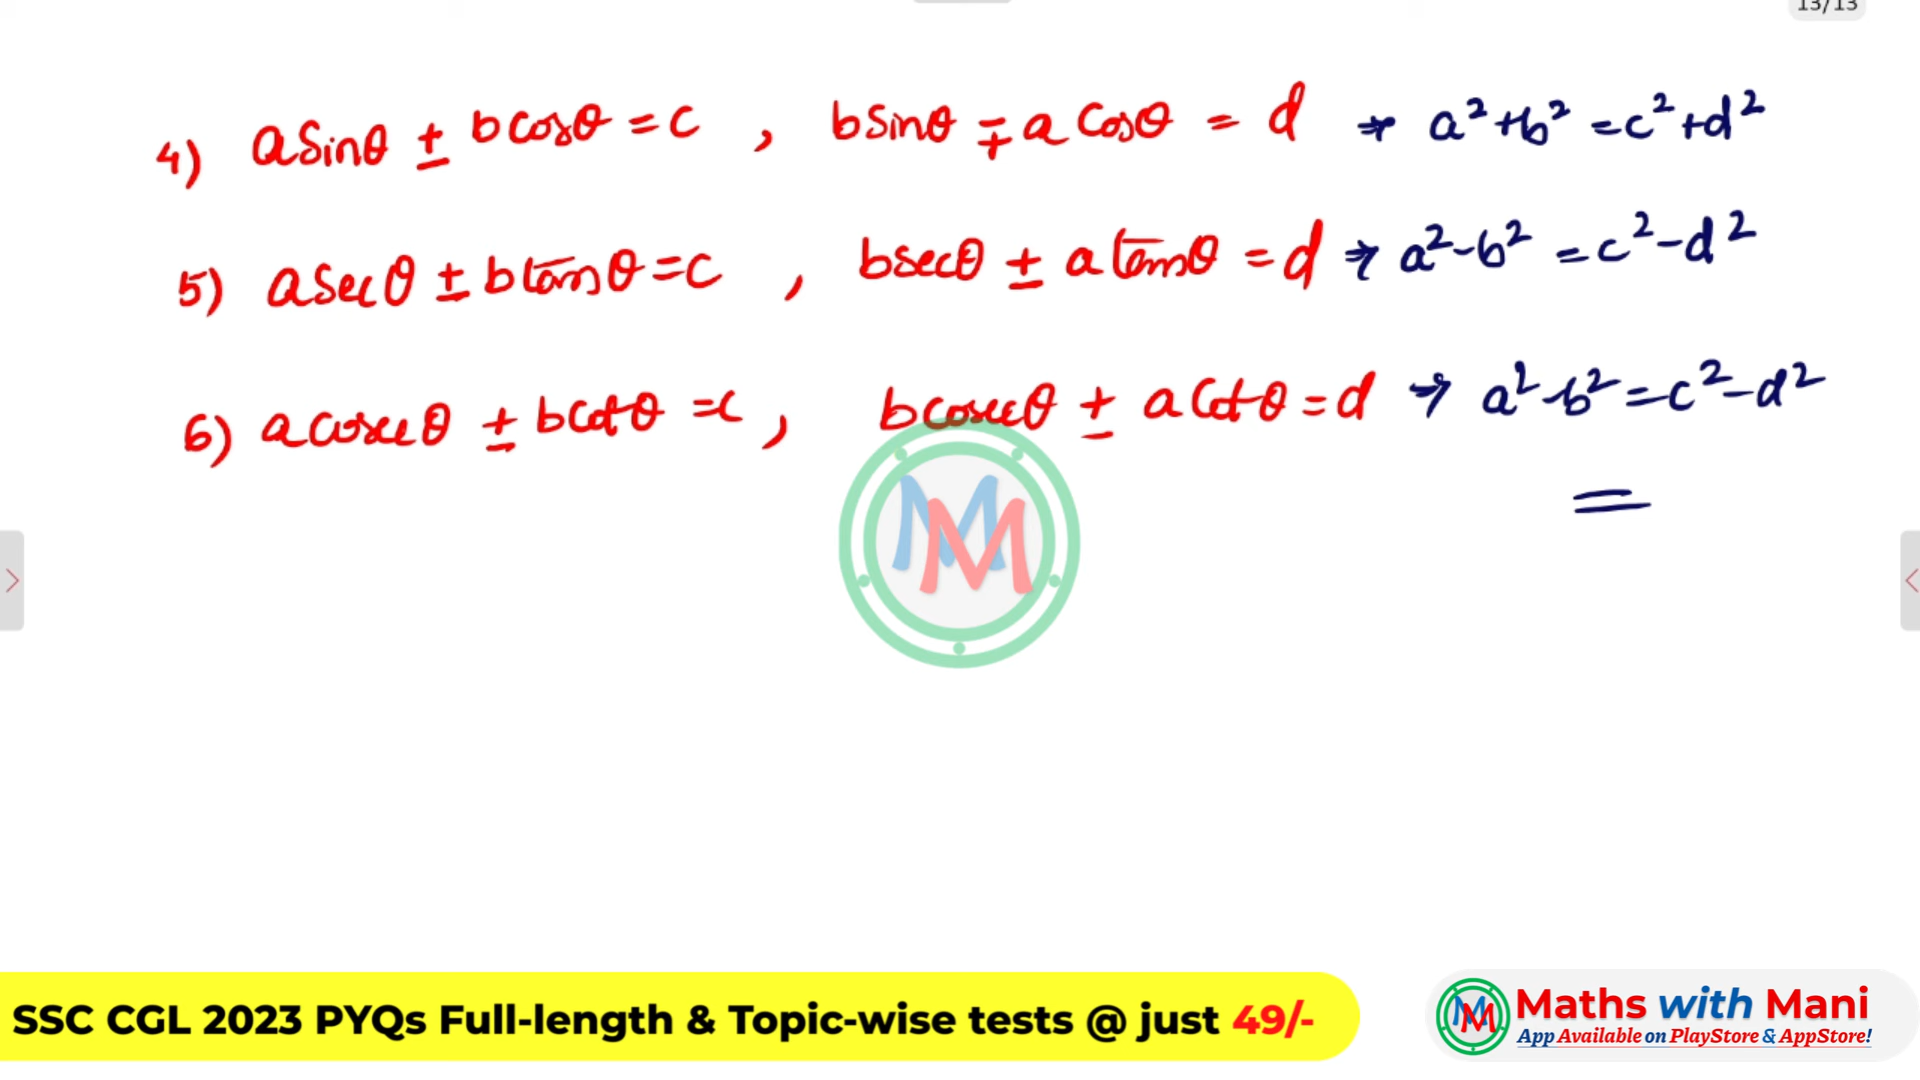 13/13
4) a sinθ ± b cosθ = c , b sinθ ∓ a cosθ = d → a² + b² = c² + d²
5) a secθ ± b tanθ = c , b secθ ± a tanθ = d → a² - b² = c² - d²
6) a cosecθ ± b cotθ = c , b cosecθ ± a cotθ = d → a² - b² = c² - d²
MM
SSC CGL 2023 PYQs Full-length & Topic-wise tests @ just 49/-
MM Maths with Mani
App Available on PlayStore & AppStore!